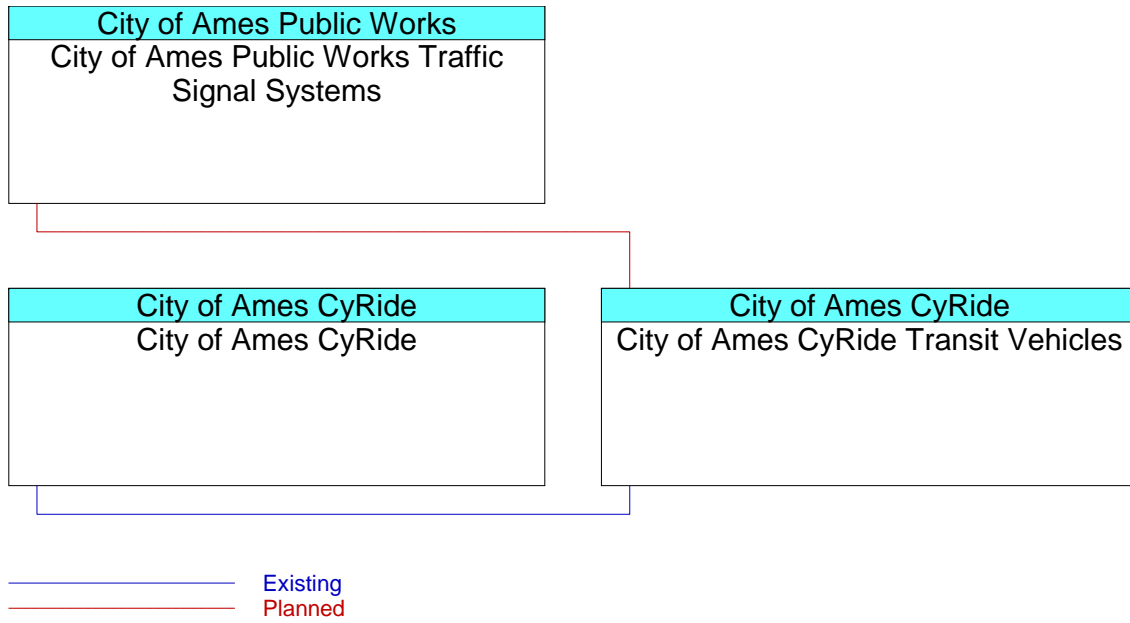 City of Ames Public Works
City of Ames Public Works Traffic
Signal Systems
City of Ames CyRide
City of Ames CyRide
City of Ames CyRide
City of Ames CyRide Transit Vehicles
Existing
Planned